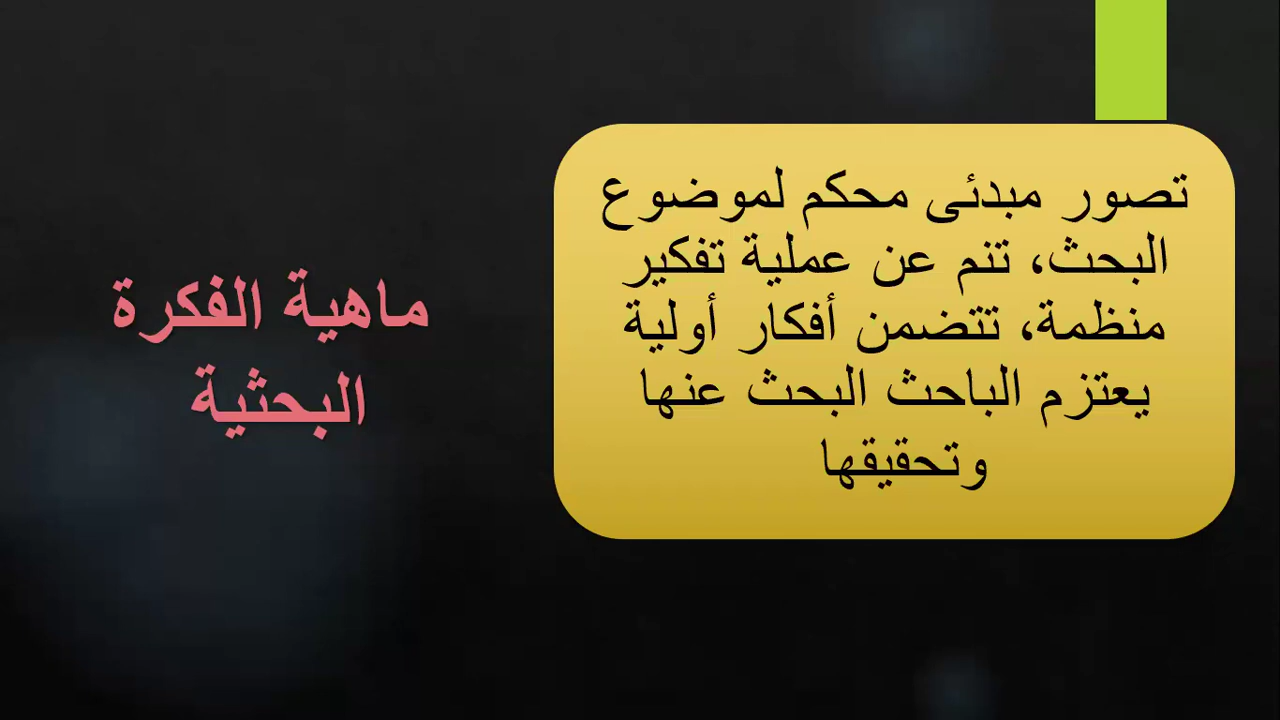 ماهية الفكرة
البحثية
تصور مبدئى محكم لموضوع
البحث، تنم عن عملية تفكير
منظمة، تتضمن أفكار أولية
يعتزم الباحث البحث عنها
وتحقيقها